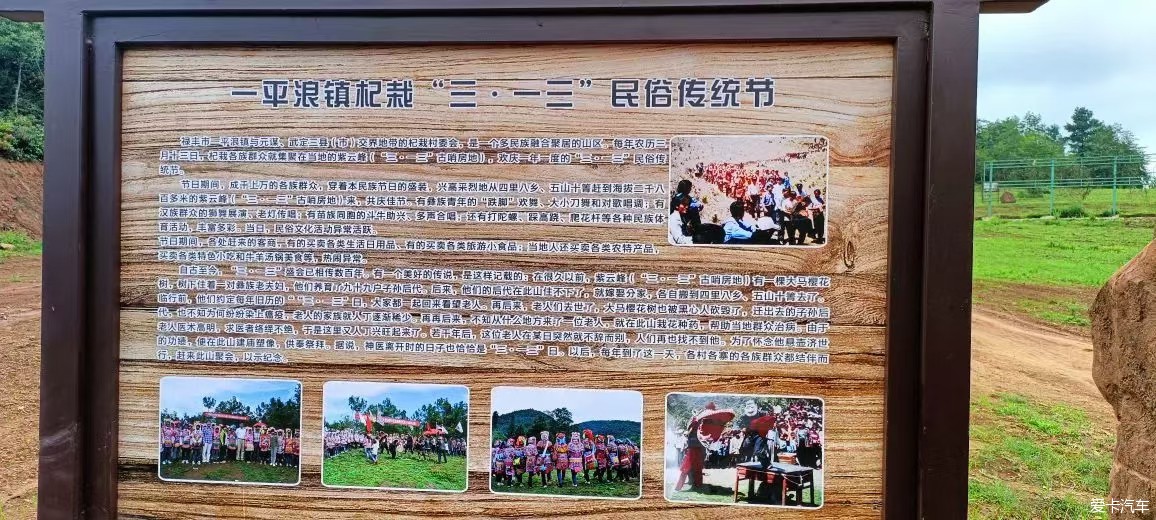 一平浪镇杞栽“三·一三”民俗传统节
禄丰市一平浪镇与元谋、武定三县（市）交界地带的杞栽村委会，是一个多民族融合聚居的山区。每年农历三
月十三日，杞栽各族群众就集聚在当地的紫云峰（“三·一三”古哨房地），欢庆一年一度的“三·一三”民俗传
统节。
节日期间，成千上万的各族群众，穿着本民族节日的盛装，兴高采烈地从四里八乡、五山十箐赶到海拔二千八
百多米的紫云峰（“三·一三”古哨房地）来，共庆佳节。有彝族青年的“跌脚”欢舞、大小刀舞和对歌唱调；有
汉族群众的狮舞展演、老灯传唱；有苗族同胞的斗牛助兴、多声合唱。还有打陀螺、踩高跷、爬花杆等各种民族体
育活动，丰富多彩。当日，民俗文化活动异常活跃。
节日期间，各处赶来的客商，有的买卖各类生活日用品、有的买卖各类旅游小食品；当地人还买卖各类农特产品，
买卖各类特色小吃和牛羊汤锅美食等，热闹异常。
自古至今，“三·一三”盛会已相传数百年。有一个美好的传说，是这样记载的：在很久以前，紫云峰（“三·一三”古哨房地）有一棵大马樱花
树，树下住着一对彝族老夫妇，他们养育了九十九户子孙后代。后来，他们的后代在此山住不下了，就嫁娶分家，各自搬到四里八乡、五山十箐去了。
临行前，他们约定每年旧历的“三·一三”日，大家都一起回来看望老人。再后来，老人们去世了，大马樱花树也被黑心人砍毁了，迁出去的子孙后
代，也不知为何纷纷染上瘟疫，老人的家族就人丁逐渐稀少。再再后来，不知从什么地方来了一位老人，就在此山栽花种药，帮助当地群众治病。由于
老人医术高明，求医者络绎不绝，于是这里又人丁兴旺起来了。若干年后，这位老人在某日突然就不辞而别，人们再也找不到他。为了怀念他悬壶济世
的功绩，便在此山建庙塑像，供奉祭拜。据说，神医离开时的日子也恰恰是“三·一三”日。以后，每年到了这一天，各村各寨的各族群众都结伴而
行，赶来此山聚会，以示纪念。
爱卡汽车